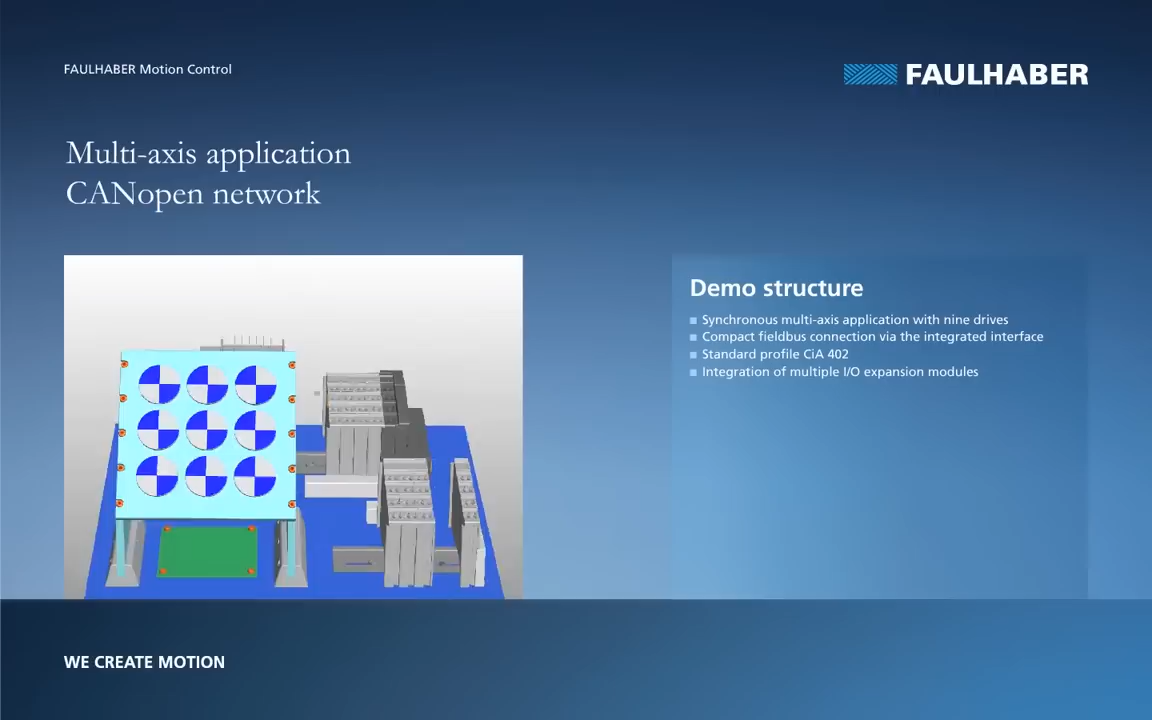 FAULHABER Motion Control
FAULHABER
Multi-axis application
CANopen network
Demo structure
Synchronous multi-axis application with nine drives
Compact fieldbus connection via the integrated interface
Standard profile CiA 402
Integration of multiple I/O expansion modules
WE CREATE MOTION